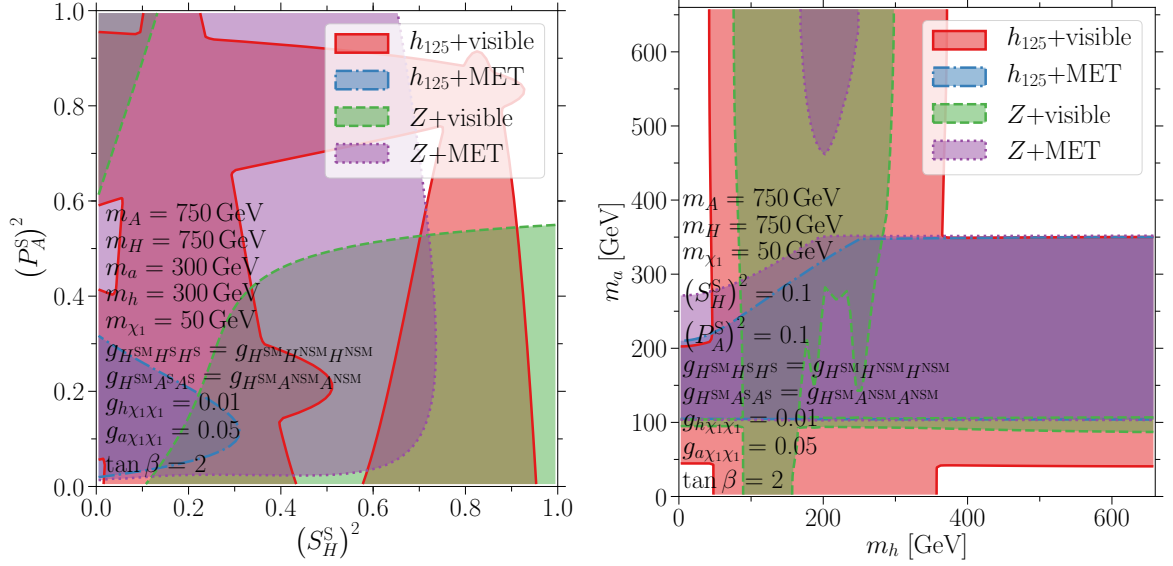 h₁₂₅+visible
h₁₂₅+MET
Z+visible
Z+MET
m_A = 750 GeV
m_H = 750 GeV
m_a = 300 GeV
m_h = 300 GeV
m_χ₁ = 50 GeV
g_{H^SM H^S H^S} = g_{H^SM H^NSM H^NSM}
g_{H^SM A^S A^S} = g_{H^SM A^NSM A^NSM}
g_{hχ₁χ₁} = 0.01
g_{aχ₁χ₁} = 0.05
tan β = 2
(P_A^S)²
1.0
0.8
0.6
0.4
0.2
0.0
0.0 0.2 0.4 0.6 0.8 1.0
(S_H^S)²
h₁₂₅+visible
h₁₂₅+MET
Z+visible
Z+MET
m_A = 750 GeV
m_H = 750 GeV
m_χ₁ = 50 GeV
(S_H^S)² = 0.1
(P_A^S)² = 0.1
g_{H^SM H^S H^S} = g_{H^SM H^NSM H^NSM}
g_{H^SM A^S A^S} = g_{H^SM A^NSM A^NSM}
g_{hχ₁χ₁} = 0.01
g_{aχ₁χ₁} = 0.05
tan β = 2
m_a [GeV]
600
500
400
300
200
100
0
0 200 400 600
m_h [GeV]